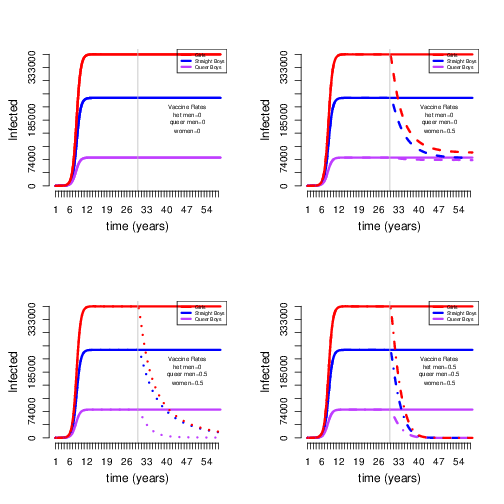 Girls
Straight Boys
Queer Boys
Vaccine Rates
het men=0
queer men=0
women=0
Infected
0 74000 185000 333000
1 6 12 19 26 33 40 47 54
time (years)
Girls
Straight Boys
Queer Boys
Vaccine Rates
het men=0
queer men=0
women=0.5
Infected
0 74000 185000 333000
1 6 12 19 26 33 40 47 54
time (years)
Girls
Straight Boys
Queer Boys
Vaccine Rates
het men=0
queer men=0.5
women=0.5
Infected
0 74000 185000 333000
1 6 12 19 26 33 40 47 54
time (years)
Girls
Straight Boys
Queer Boys
Vaccine Rates
het men=0.5
queer men=0.5
women=0.5
Infected
0 74000 185000 333000
1 6 12 19 26 33 40 47 54
time (years)